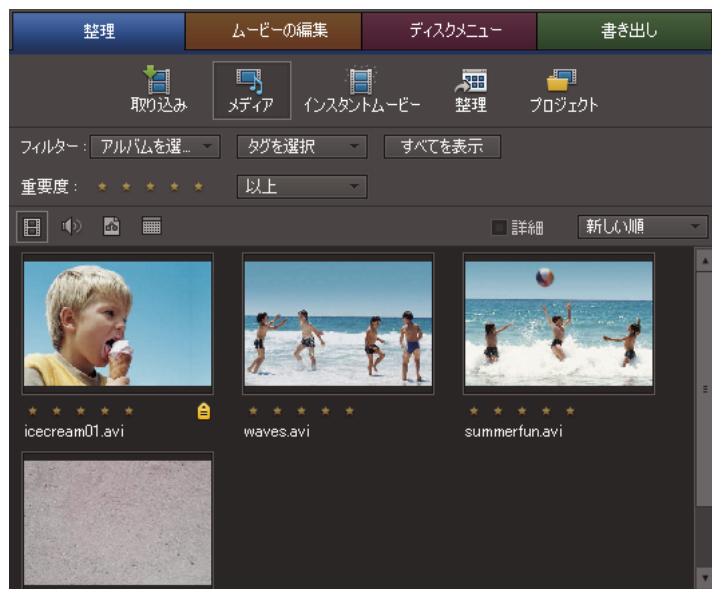 整理 ムービーの編集 ディスクメニュー 書き出し
取り込み メディア インスタントムービー 整理 プロジェクト
フィルター: アルバムを選... タグを選択 すべてを表示
重要度: 以上
詳細 新しい順
icecream01.avi waves.avi summerfun.avi